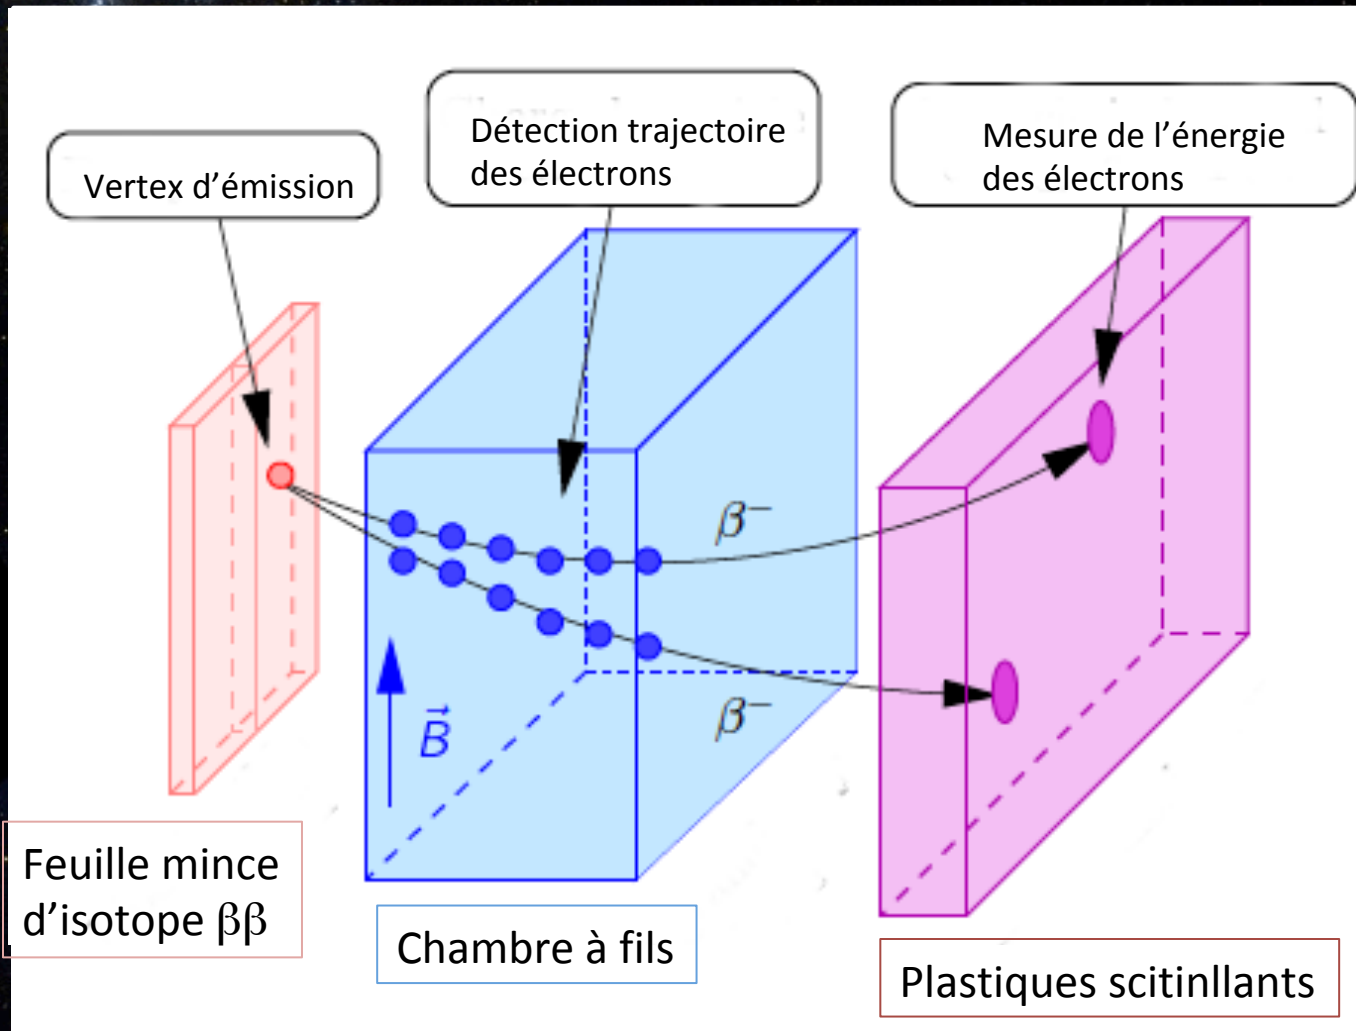 Vertex d'émission
Détection trajectoire
des électrons
Mesure de l'énergie
des électrons
β⁻
β⁻
B⃗
Feuille mince
d'isotope ββ
Chambre à fils
Plastiques scitinllants